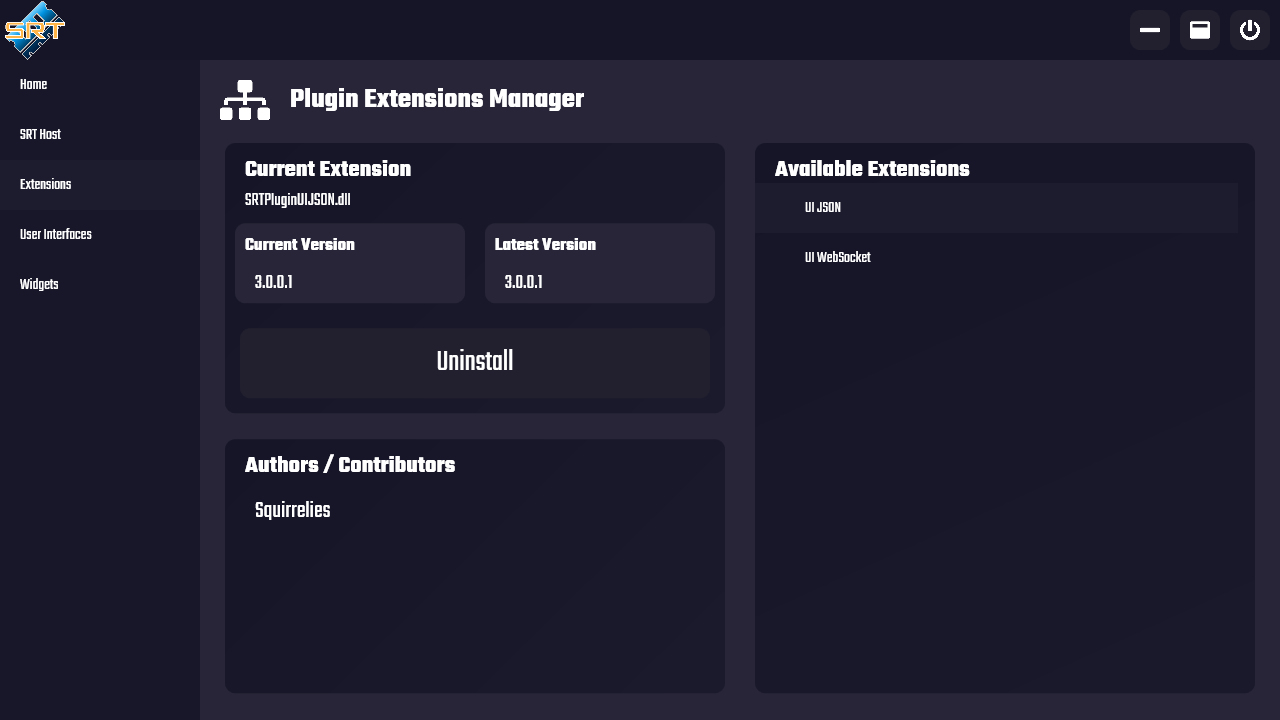 SRT
Home
SRT Host
Extensions
User Interfaces
Widgets
Plugin Extensions Manager
Current Extension
SRTPluginUIJSON.dll
Current Version
3.0.0.1
Latest Version
3.0.0.1
Uninstall
Authors / Contributors
Squirrelies
Available Extensions
UI JSON
UI WebSocket